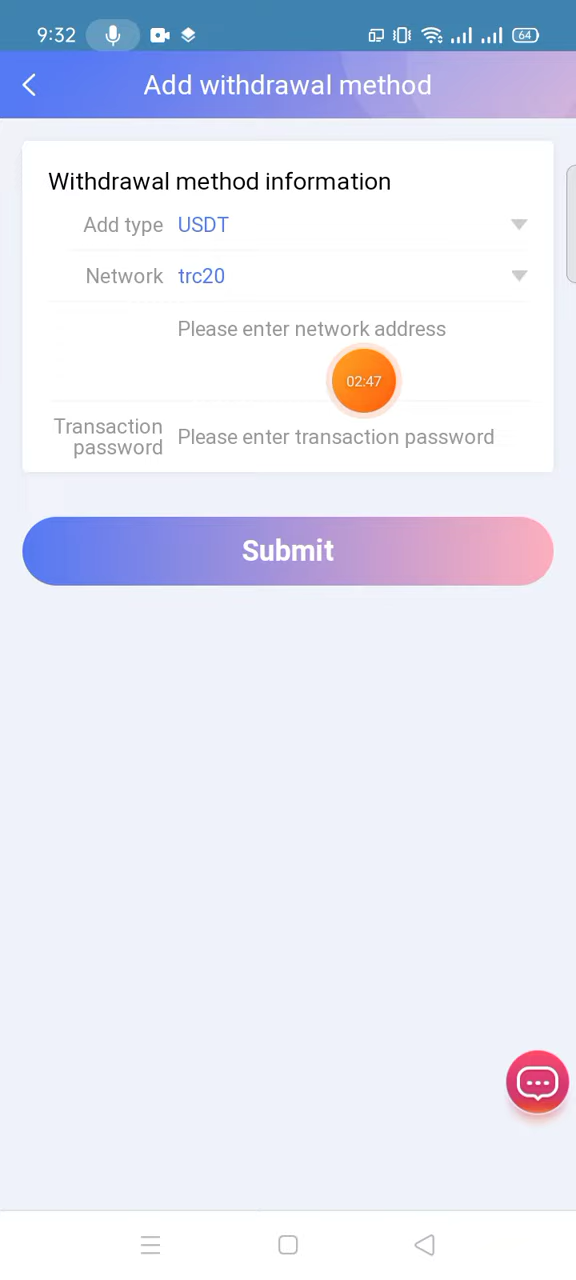 9:32
64
Add withdrawal method
Withdrawal method information
Add type USDT
Network trc20
Please enter network address
02:47
Transaction
password
Please enter transaction password
Submit